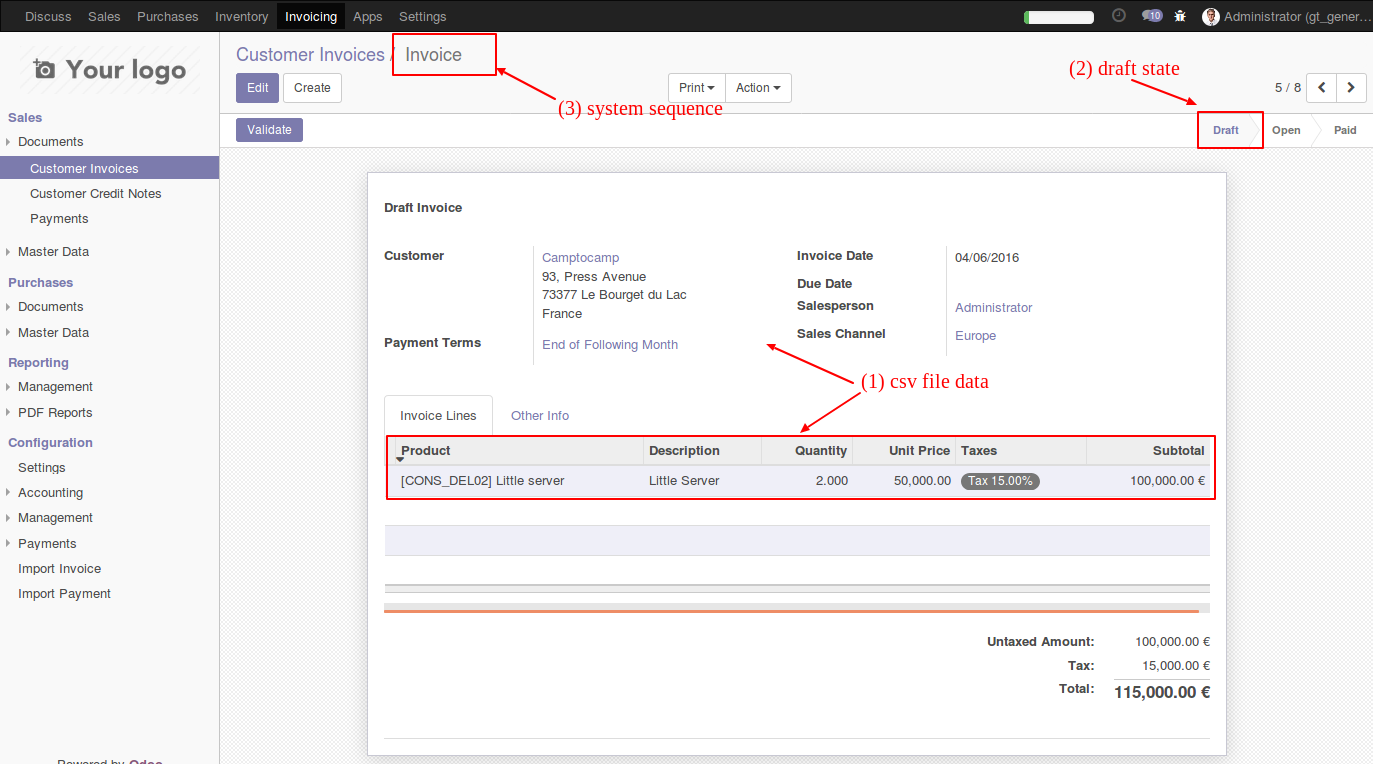 Discuss Sales Purchases Inventory Invoicing Apps Settings 10 Administrator (gt_gener...
Your logo
Customer Invoices / Invoice
Edit Create Print Action 5 / 8
(2) draft state
(3) system sequence
Validate Draft Open Paid
Sales
Documents
Customer Invoices
Customer Credit Notes
Payments
Master Data
Purchases
Documents
Master Data
Reporting
Management
PDF Reports
Configuration
Settings
Accounting
Management
Payments
Import Invoice
Import Payment
Powered by Odoo
Draft Invoice
Customer Camptocamp
93, Press Avenue
73377 Le Bourget du Lac
France
Payment Terms End of Following Month
Invoice Date 04/06/2016
Due Date
Salesperson Administrator
Sales Channel Europe
(1) csv file data
Invoice Lines Other Info
Product Description Quantity Unit Price Taxes Subtotal
[CONS_DEL02] Little server Little Server 2.000 50,000.00 Tax 15.00% 100,000.00 €
Untaxed Amount: 100,000.00 €
Tax: 15,000.00 €
Total: 115,000.00 €